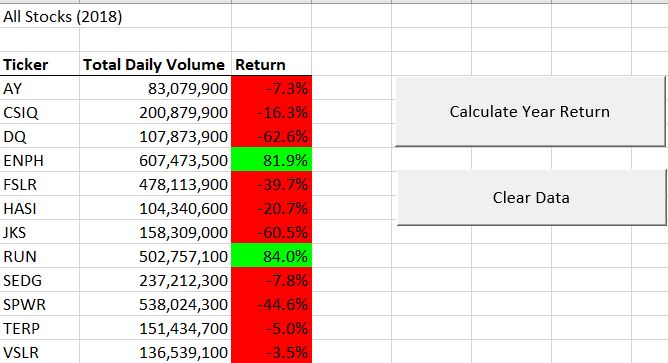 All Stocks (2018)
Ticker Total Daily Volume Return
AY 83,079,900 -7.3%
CSIQ 200,879,900 -16.3%
Calculate Year Return
DQ 107,873,900 -62.6%
ENPH 607,473,500 81.9%
FSLR 478,113,900 -39.7%
Clear Data
HASI 104,340,600 -20.7%
JKS 158,309,000 -60.5%
RUN 502,757,100 84.0%
SEDG 237,212,300 -7.8%
SPWR 538,024,300 -44.6%
TERP 151,434,700 -5.0%
VSLR 136,539,100 -3.5%